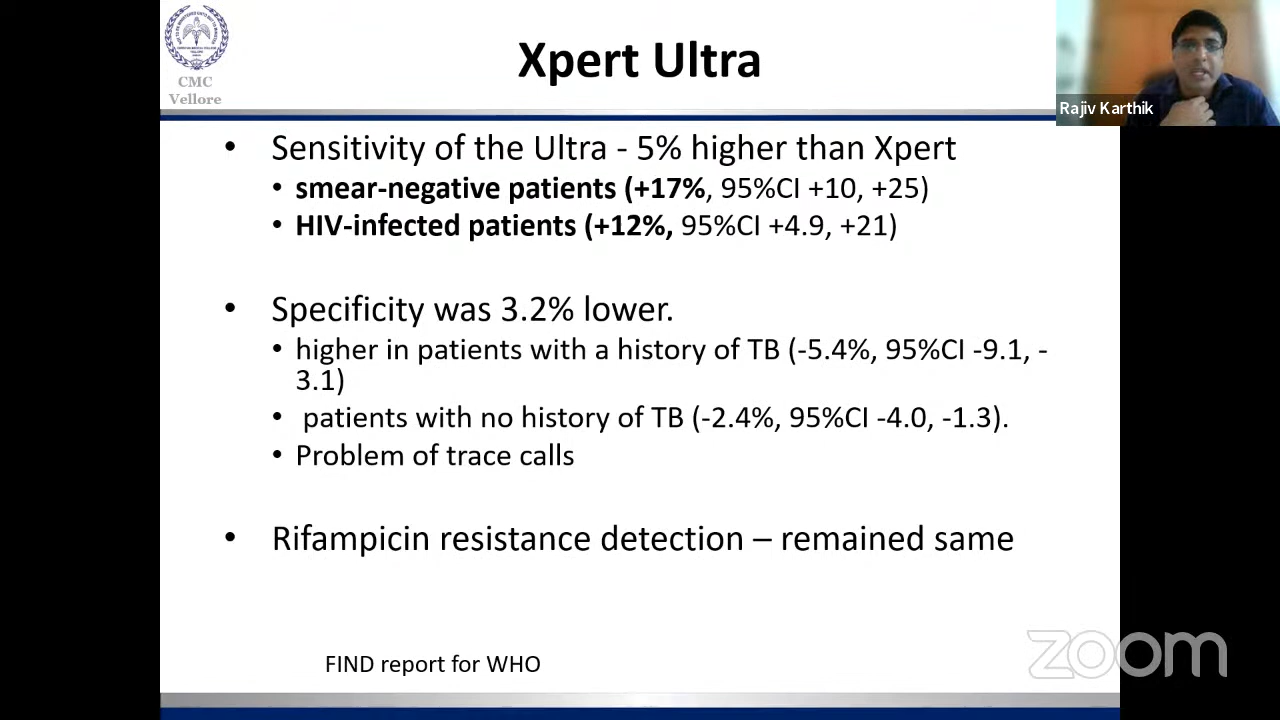 CMC
Vellore
Xpert Ultra
Rajiv Karthik
• Sensitivity of the Ultra - 5% higher than Xpert
• smear-negative patients (+17%, 95%CI +10, +25)
• HIV-infected patients (+12%, 95%CI +4.9, +21)
• Specificity was 3.2% lower.
• higher in patients with a history of TB (-5.4%, 95%CI -9.1, -
3.1)
• patients with no history of TB (-2.4%, 95%CI -4.0, -1.3).
• Problem of trace calls
• Rifampicin resistance detection – remained same
FIND report for WHO
zoom